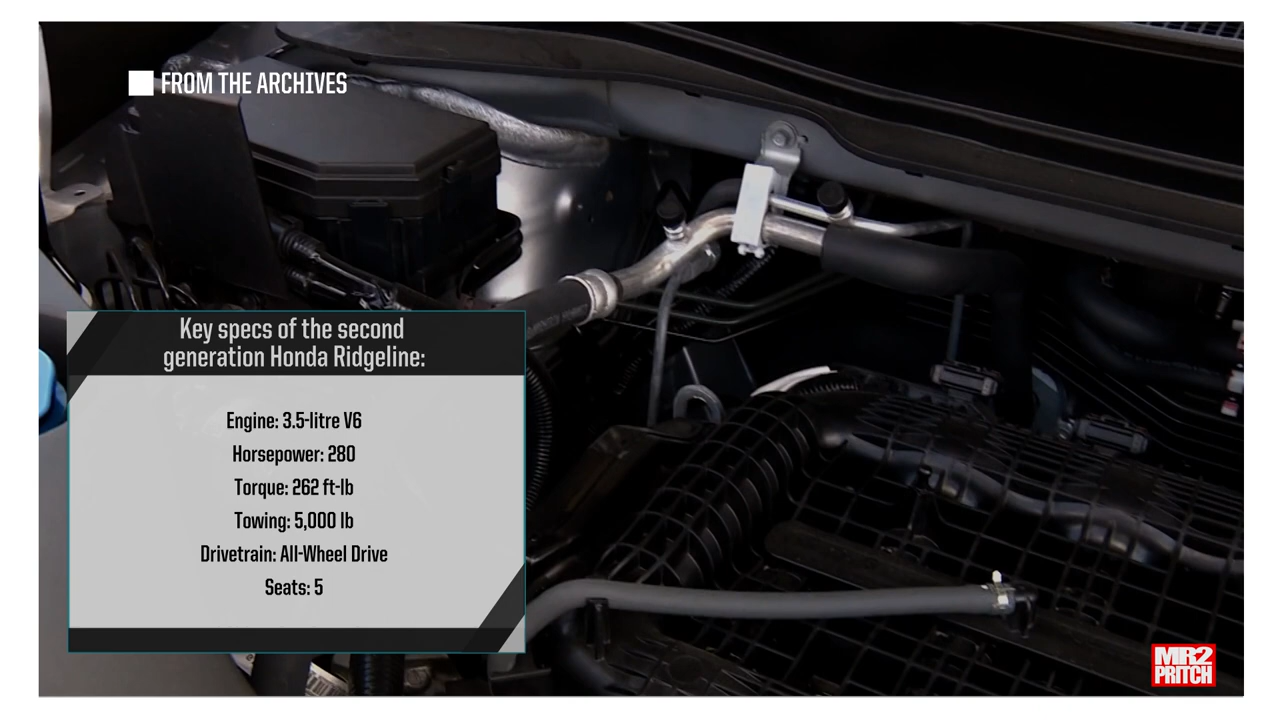 FROM THE ARCHIVES
Key specs of the second
generation Honda Ridgeline:
Engine: 3.5-litre V6
Horsepower: 280
Torque: 262 ft-lb
Towing: 5,000 lb
Drivetrain: All-Wheel Drive
Seats: 5
MR2
PRITCH